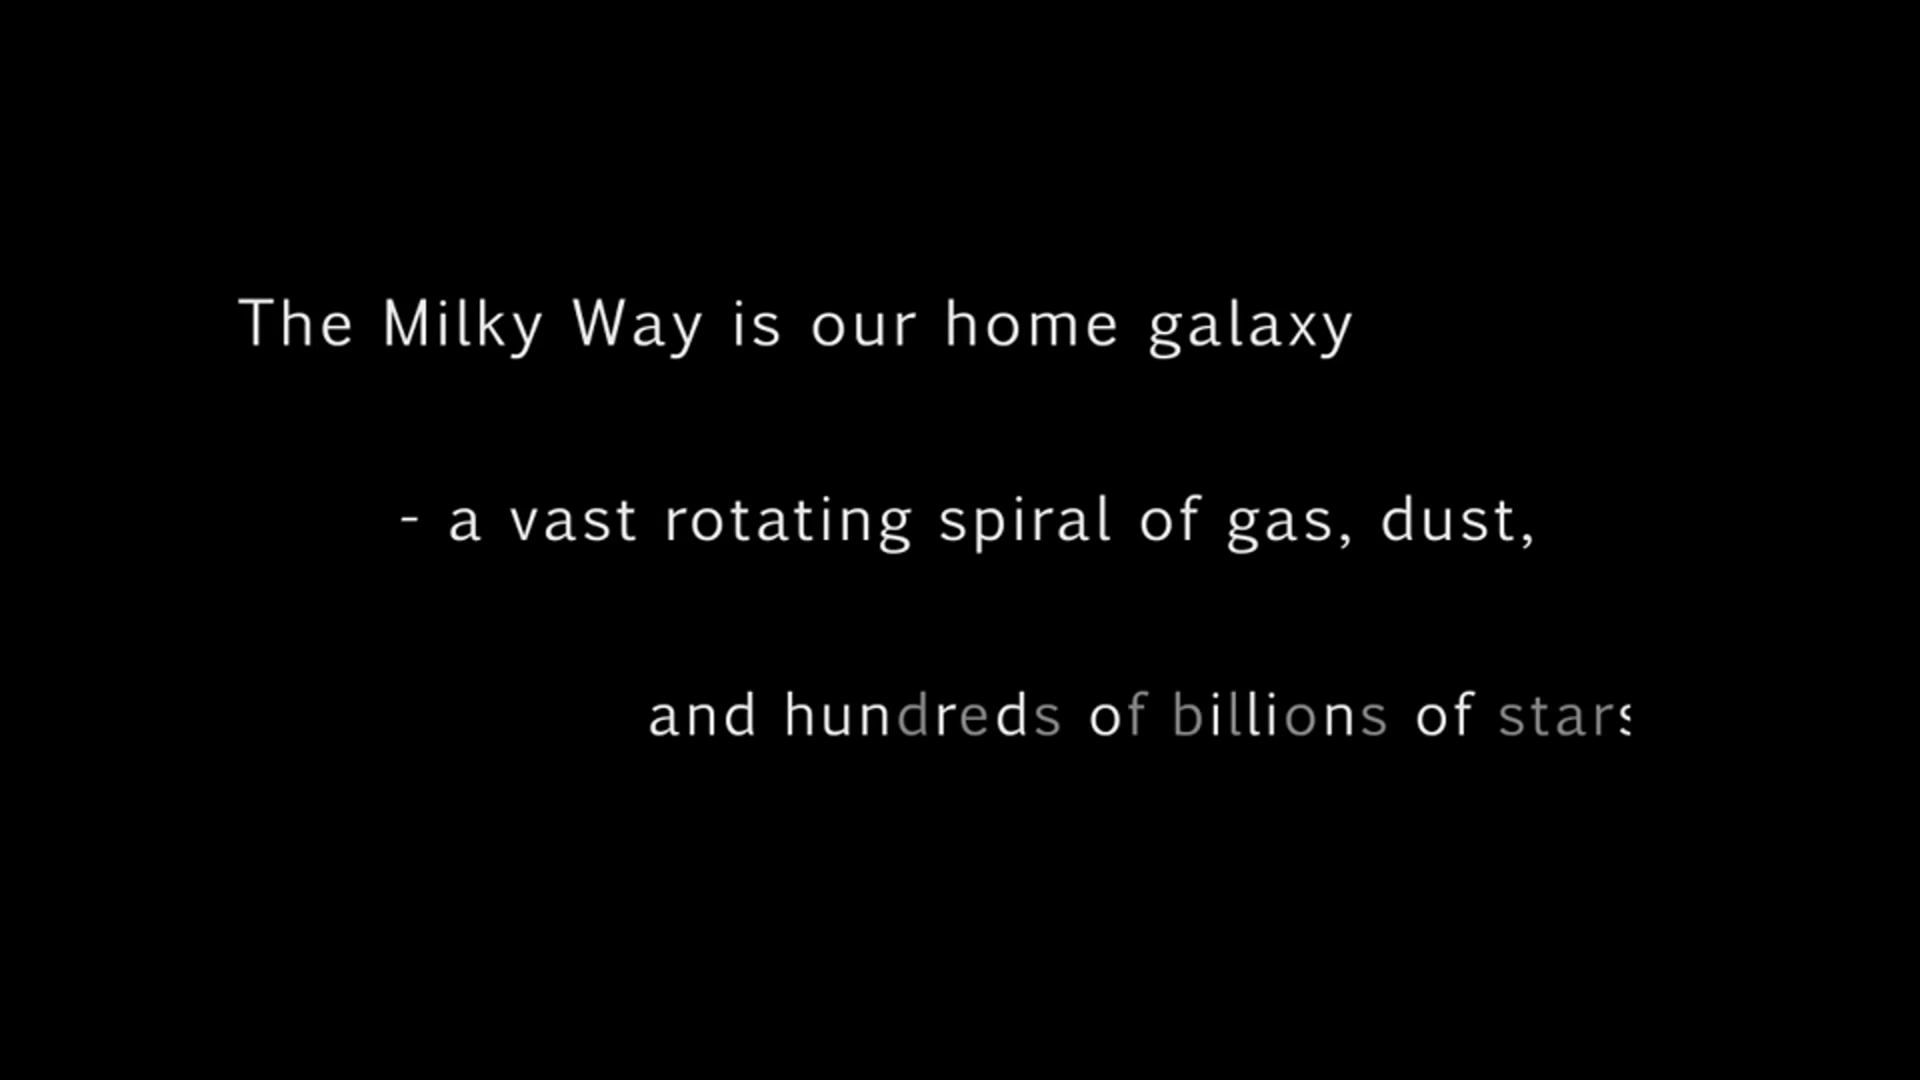 The Milky Way is our home galaxy
- a vast rotating spiral of gas, dust,
and hundreds of billions of stars